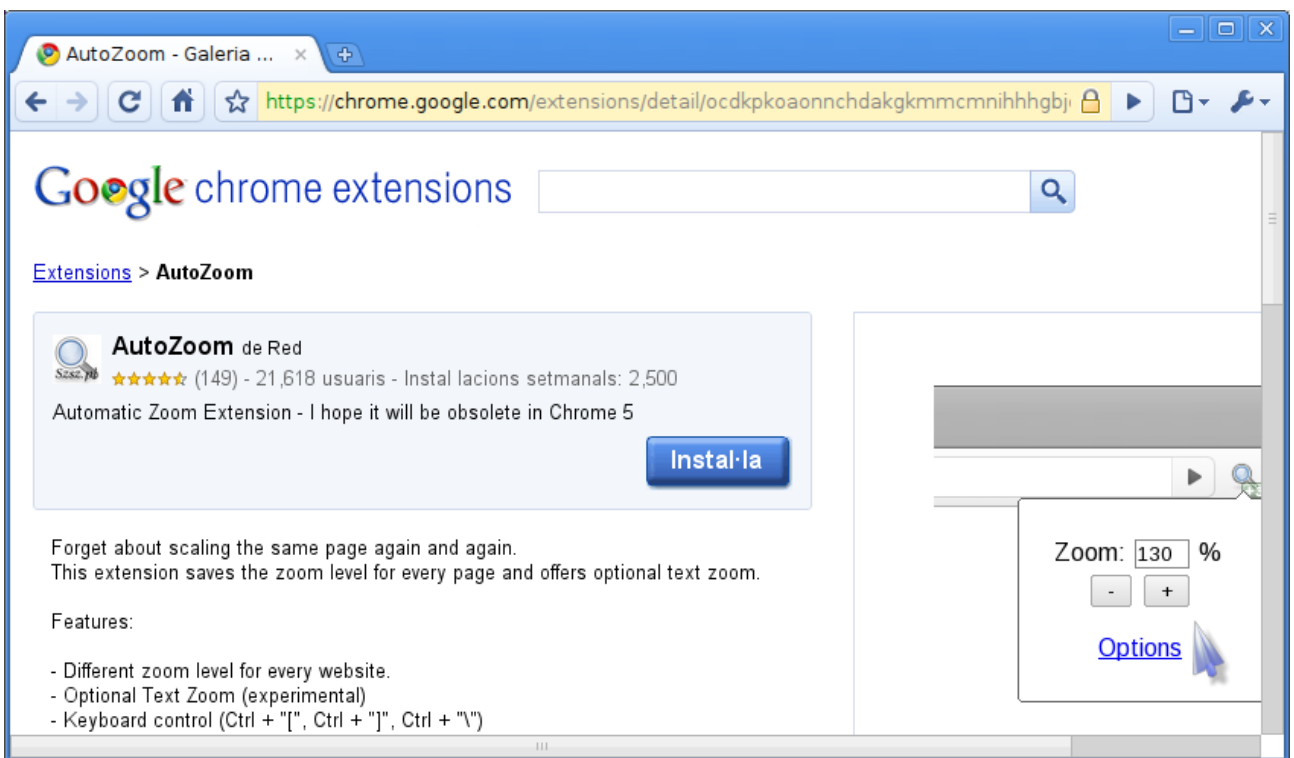 AutoZoom - Galeria ...
https://chrome.google.com/extensions/detail/ocdkpkoaonnchdakgkmmcmnihhhgbj
Google chrome extensions
Extensions > AutoZoom
AutoZoom de Red
(149) - 21,618 usuaris - Instal lacions setmanals: 2,500
Automatic Zoom Extension - I hope it will be obsolete in Chrome 5
Instal·la
Forget about scaling the same page again and again.
This extension saves the zoom level for every page and offers optional text zoom.
Features:
- Different zoom level for every website.
- Optional Text Zoom (experimental)
- Keyboard control (Ctrl + "[", Ctrl + "]", Ctrl + "\")
Zoom: 130 %
- +
Options